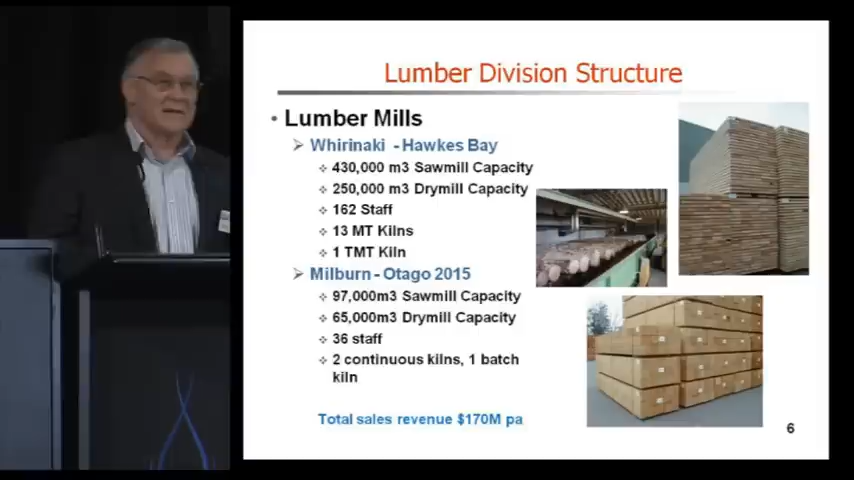 Lumber Division Structure
• Lumber Mills
➢ Whirinaki - Hawkes Bay
❖ 430,000 m3 Sawmill Capacity
❖ 250,000 m3 Drymill Capacity
❖ 162 Staff
❖ 13 MT Kilns
❖ 1 TMT Kiln
➢ Milburn - Otago 2015
❖ 97,000m3 Sawmill Capacity
❖ 65,000m3 Drymill Capacity
❖ 36 staff
❖ 2 continuous kilns, 1 batch
kiln
Total sales revenue $170M pa
6